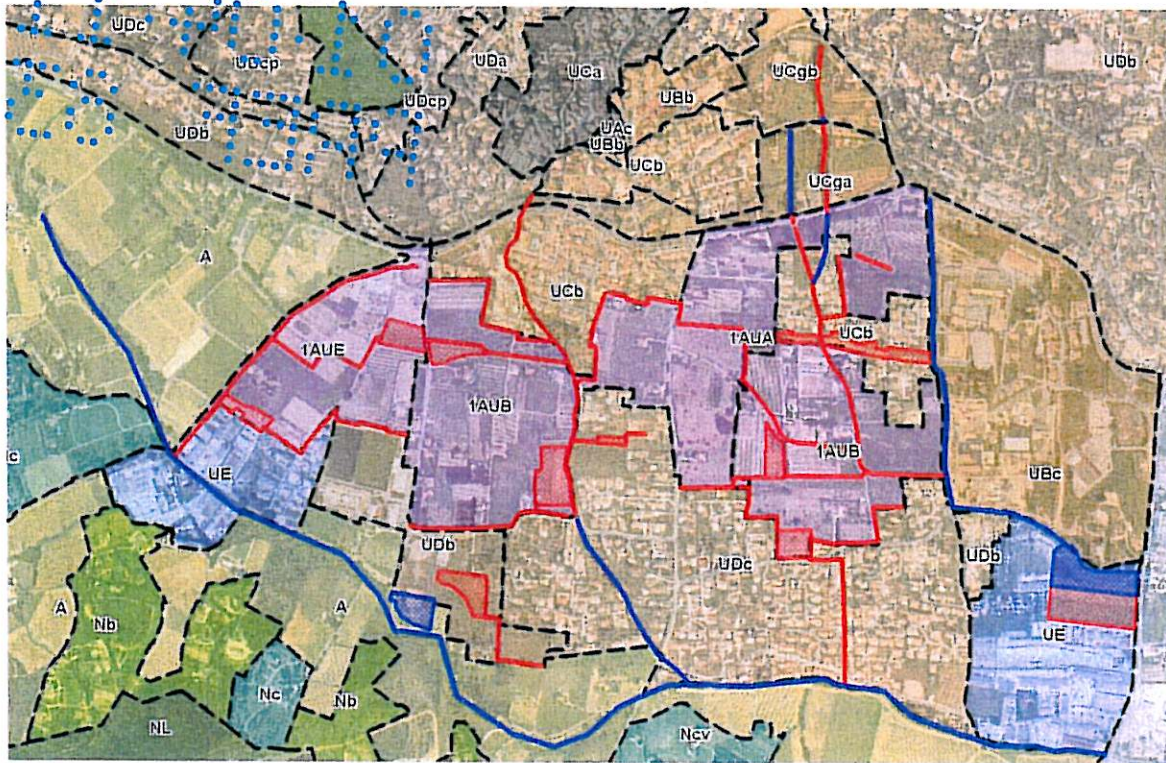 UDc
UDcp
UDa
UCa
UCgb
UDb
UBb
UDcp
UDb
UAc
UBb
UCb
UCga
A
UCb
1AUE
1AUA
UCb
1AUB
1AUB
c
UE
UBc
UDb
UDc
UDb
A
Nb
A
UE
Nc
Nb
NL
Ncv